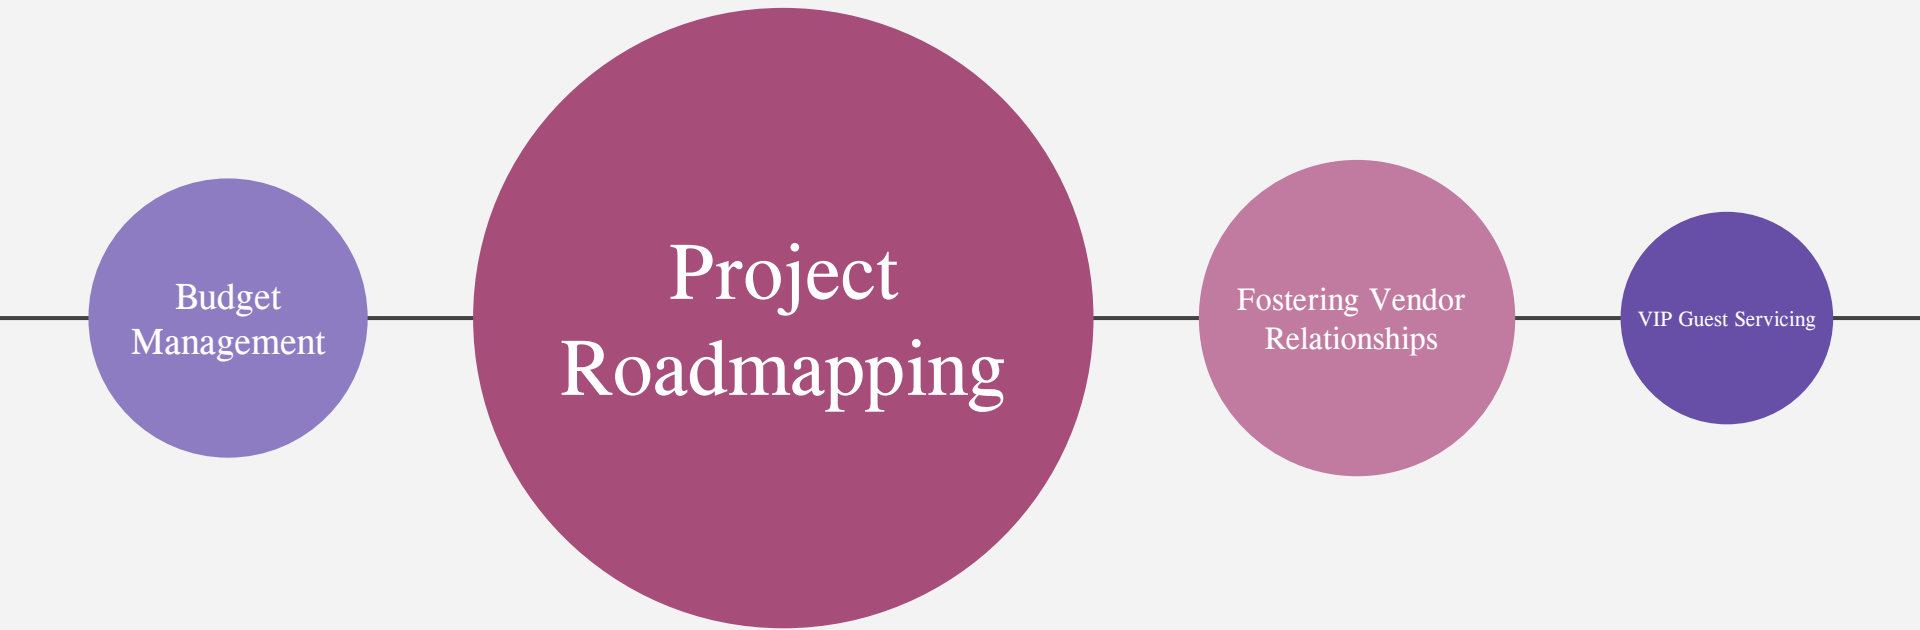 Budget
Management
Project
Roadmapping
Fostering Vendor
Relationships
VIP Guest Servicing